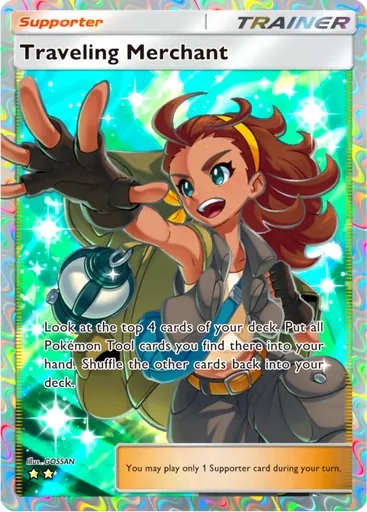 Supporter
TRAINER
Traveling Merchant
Look at the top 4 cards of your deck. Put all
Pokémon Tool cards you find there into your
hand. Shuffle the other cards back into your
deck.
Illus. GOSSAN
You may play only 1 Supporter card during your turn.